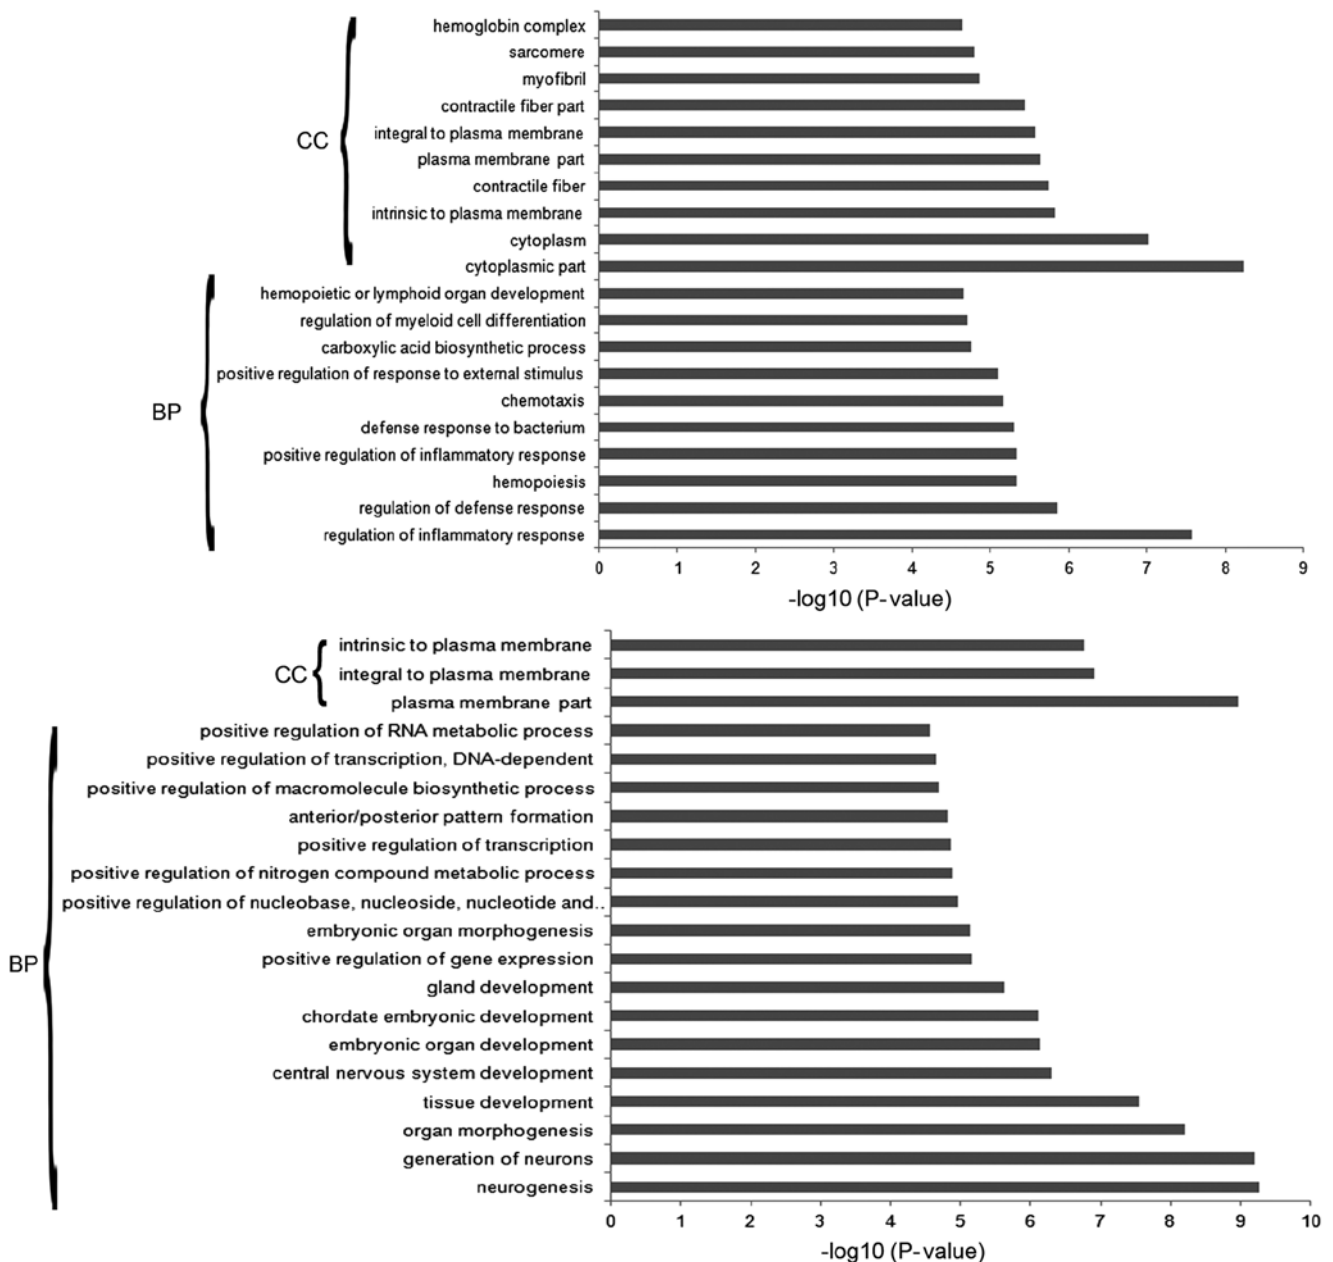 hemoglobin complex
sarcomere
myofibril
contractile fiber part
CC
integral to plasma membrane
plasma membrane part
contractile fiber
intrinsic to plasma membrane
cytoplasm
cytoplasmic part
hemopoietic or lymphoid organ development
regulation of myeloid cell differentiation
carboxylic acid biosynthetic process
positive regulation of response to external stimulus
chemotaxis
BP
defense response to bacterium
positive regulation of inflammatory response
hemopoiesis
regulation of defense response
regulation of inflammatory response
0 1 2 3 4 5 6 7 8 9
-log10 (P-value)
intrinsic to plasma membrane
CC
integral to plasma membrane
plasma membrane part
positive regulation of RNA metabolic process
positive regulation of transcription, DNA-dependent
positive regulation of macromolecule biosynthetic process
anterior/posterior pattern formation
positive regulation of transcription
positive regulation of nitrogen compound metabolic process
positive regulation of nucleobase, nucleoside, nucleotide and..
embryonic organ morphogenesis
positive regulation of gene expression
BP
gland development
chordate embryonic development
embryonic organ development
central nervous system development
tissue development
organ morphogenesis
generation of neurons
neurogenesis
0 1 2 3 4 5 6 7 8 9 10
-log10 (P-value)